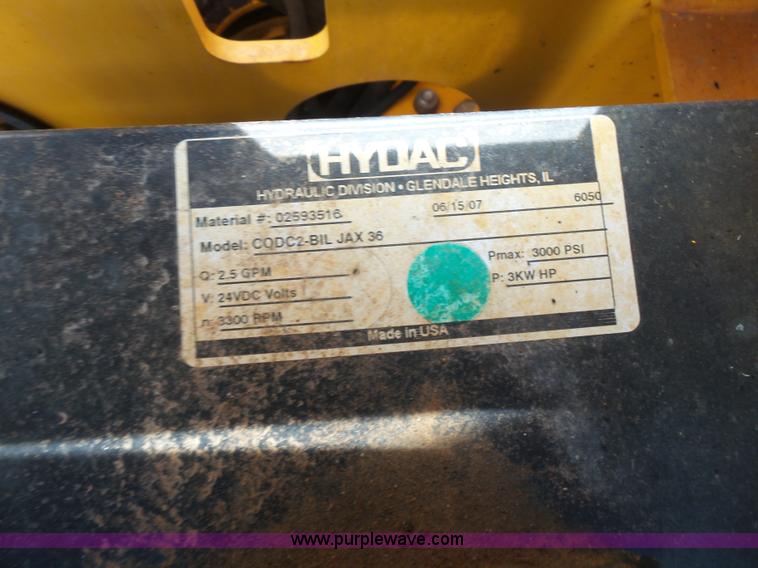 HYDAC
HYDRAULIC DIVISION • GLENDALE HEIGHTS, IL
Material #: 02593516 06/15/07 6050
Model: CODC2-BIL JAX 36
Q: 2.5 GPM Pmax: 3000 PSI
V: 24VDC Volts P: 3KW HP
n: 3300 RPM
Made in USA
www.purplewave.com